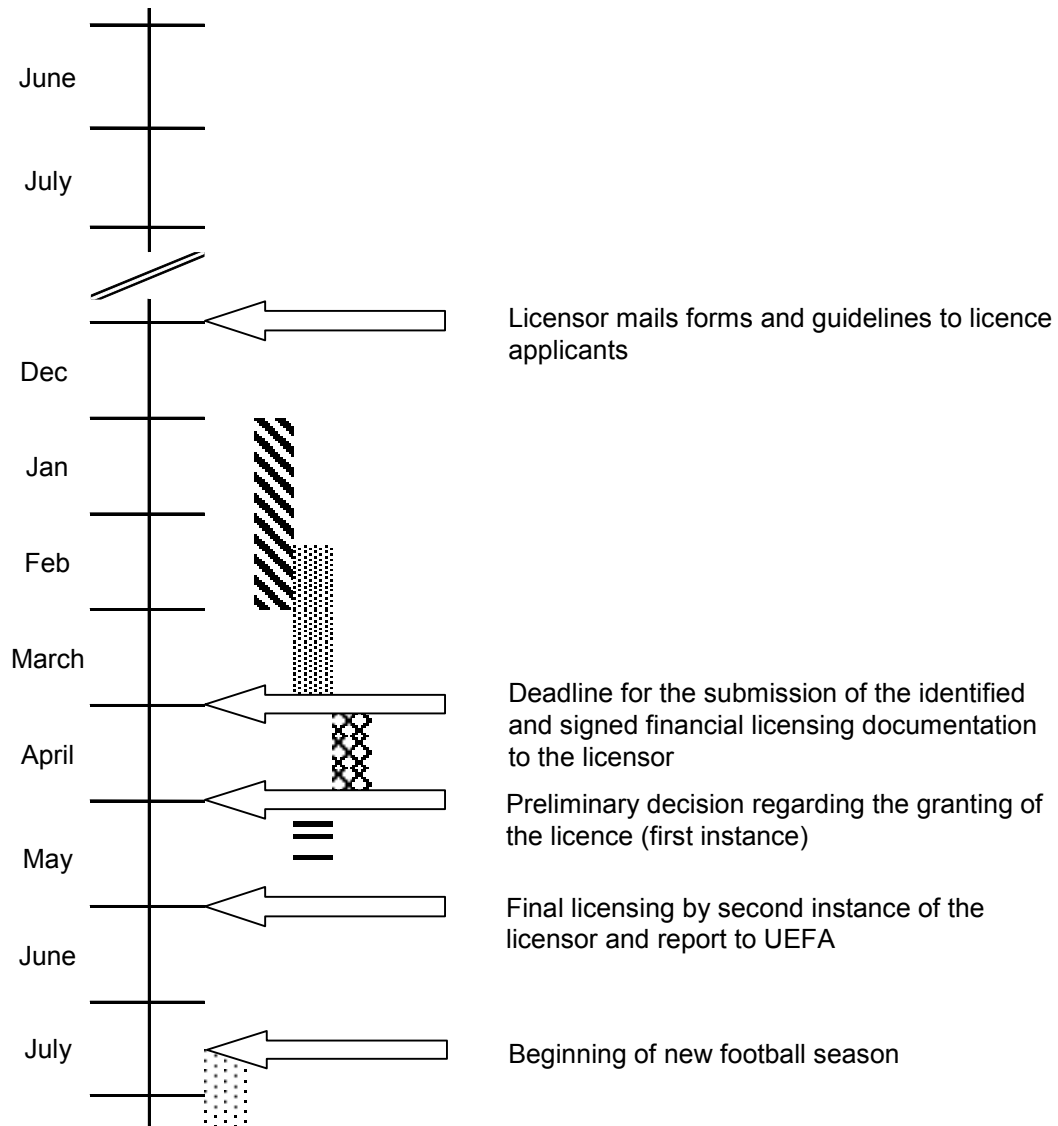 June
July
Licensor mails forms and guidelines to licence
applicants
Dec
Jan
Feb
March
Deadline for the submission of the identified
and signed financial licensing documentation
to the licensor
April
Preliminary decision regarding the granting of
the licence (first instance)
May
Final licensing by second instance of the
licensor and report to UEFA
June
July
Beginning of new football season